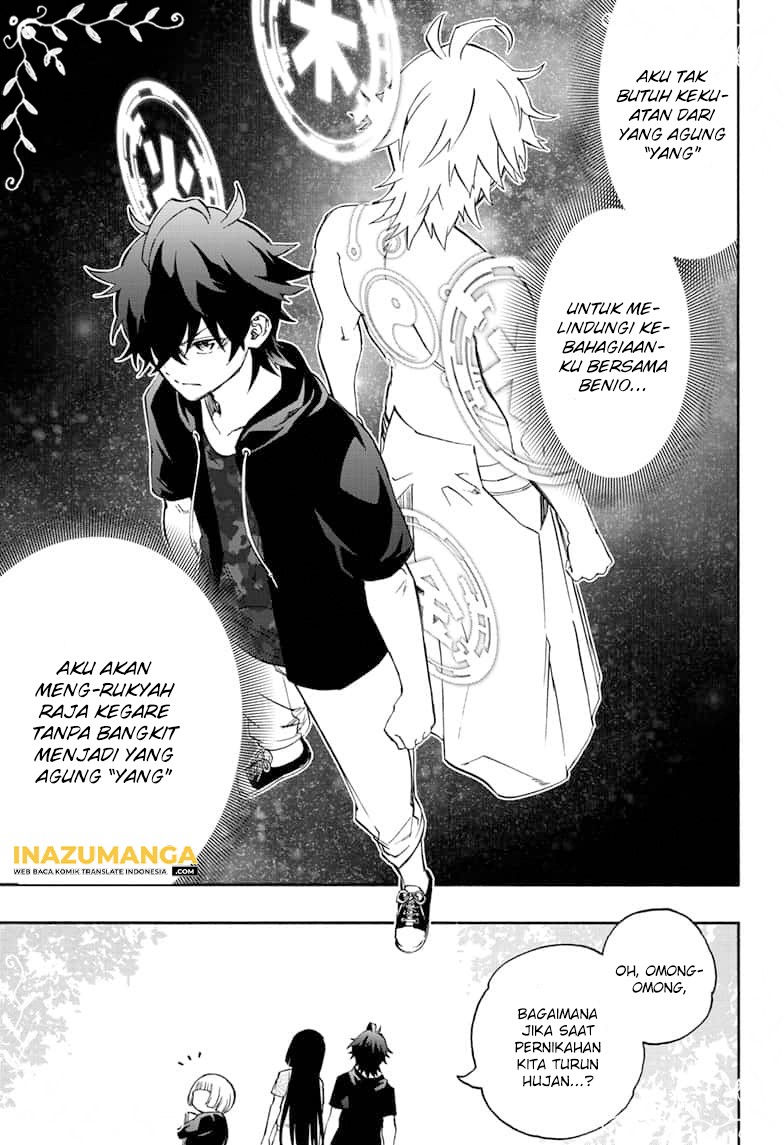 AKU TAK
BUTUH KEKU-
ATAN DARI
YANG AGUNG
"YANG"
UNTUK ME-
LINDUNGI KE-
BAHAGIAAN-
KU BERSAMA
BENIO...
AKU AKAN
MENG-RUKYAH
RAJA KEGARE
TANPA BANGKIT
MENJADI YANG
AGUNG "YANG"
INAZUMANGA
WEB BACA KOMIK TRANSLATE INDONESIA .COM
OH, OMONG-
OMONG,
BAGAIMANA
JIKA SAAT
PERNIKAHAN
KITA TURUN
HUJAN...?